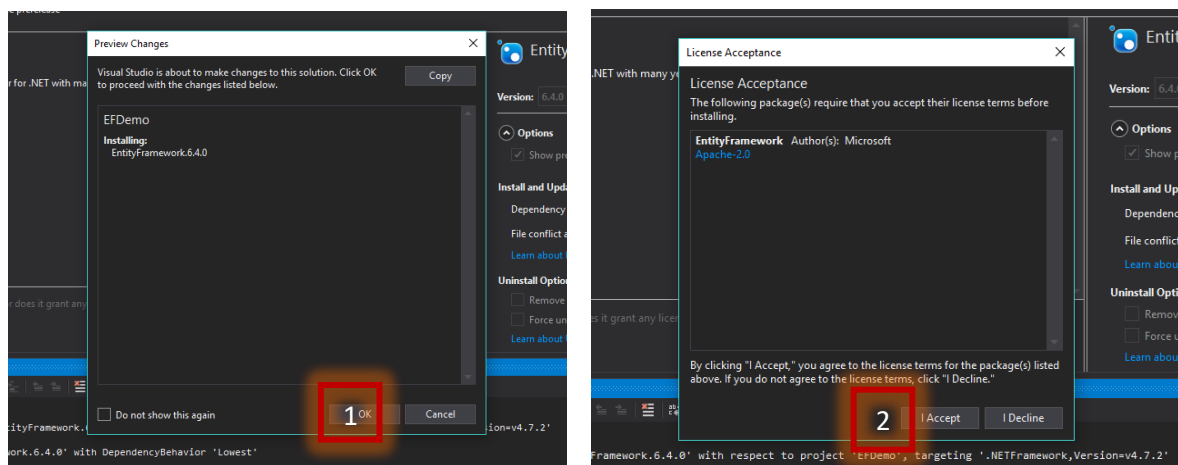 Preview Changes
Visual Studio is about to make changes to this solution. Click OK
to proceed with the changes listed below.
Copy
EFDemo
Installing:
EntityFramework.6.4.0
Do not show this again
1
OK
Cancel
r for .NET with ma
r does it grant any
Entity
Version: 6.4.0
Options
Show pre
Install and Upda
Dependency
File conflict a
Learn about
Uninstall Option
Remove
Force un
Learn about
tityFramework.
sion=v4.7.2'
work.6.4.0' with DependencyBehavior 'Lowest'
License Acceptance
License Acceptance
The following package(s) require that you accept their license terms before
installing.
EntityFramework Author(s): Microsoft
Apache-2.0
By clicking "I Accept," you agree to the license terms for the package(s) listed
above. If you do not agree to the license terms, click "I Decline."
2
I Accept
I Decline
.NET with many ye
es it grant any licen
Entit
Version: 6.4.
Options
Show p
Install and Up
Dependenc
File conflict
Learn abou
Uninstall Opti
Remov
Force u
Learn abou
Framework.6.4.0' with respect to project 'EFDemo', targeting '.NETFramework,Version=v4.7.2'